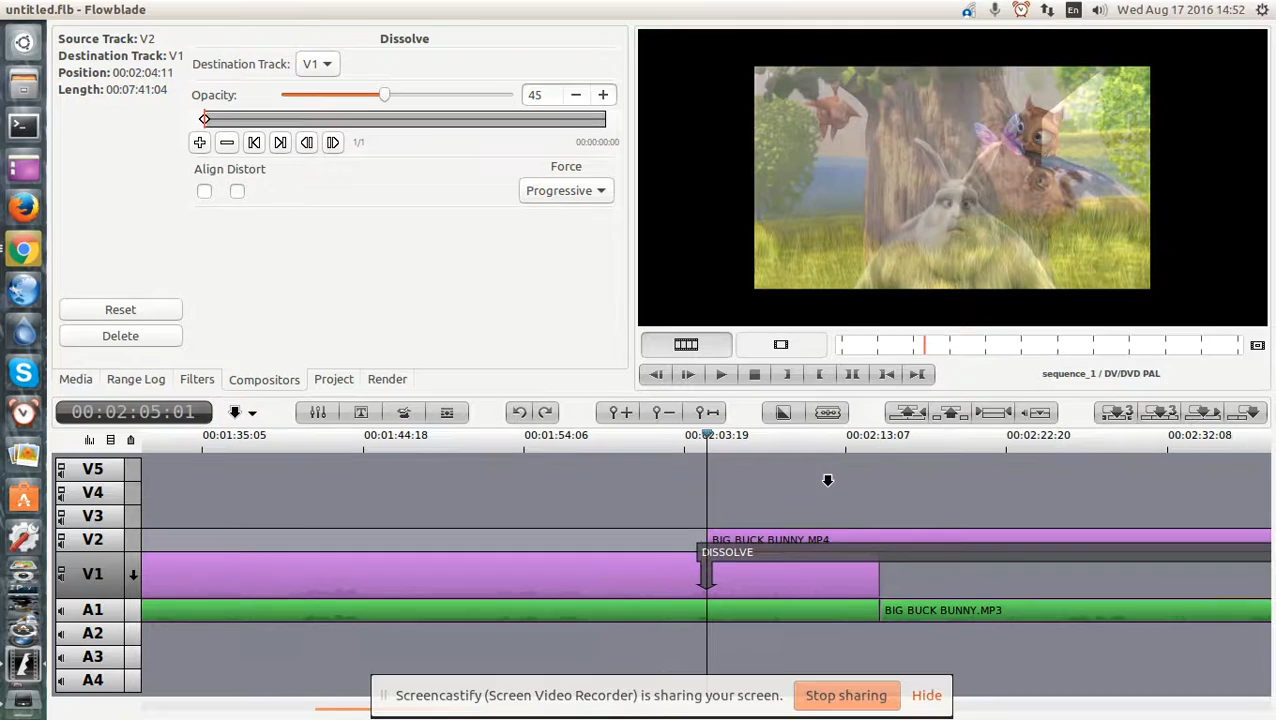 untitled.flb - Flowblade
En
Wed Aug 17 2016 14:52
Source Track: V2
Destination Track: V1
Position: 00:02:04:11
Length: 00:07:41:04
Dissolve
Destination Track: V1
Opacity: 45
1/1
00:00:00:00
Align Distort
Force
Progressive
Reset
Delete
Media
Range Log
Filters
Compositors
Project
Render
sequence_1 / DV/DVD PAL
00:02:05:01
3
3
00:01:35:05
00:01:44:18
00:01:54:06
00:02:03:19
00:02:13:07
00:02:22:20
00:02:32:08
V5
V4
V3
V2
BIG BUCK BUNNY.MP4
DISSOLVE
V1
A1
BIG BUCK BUNNY.MP3
A2
A3
A4
Screencastify (Screen Video Recorder) is sharing your screen.
Stop sharing
Hide